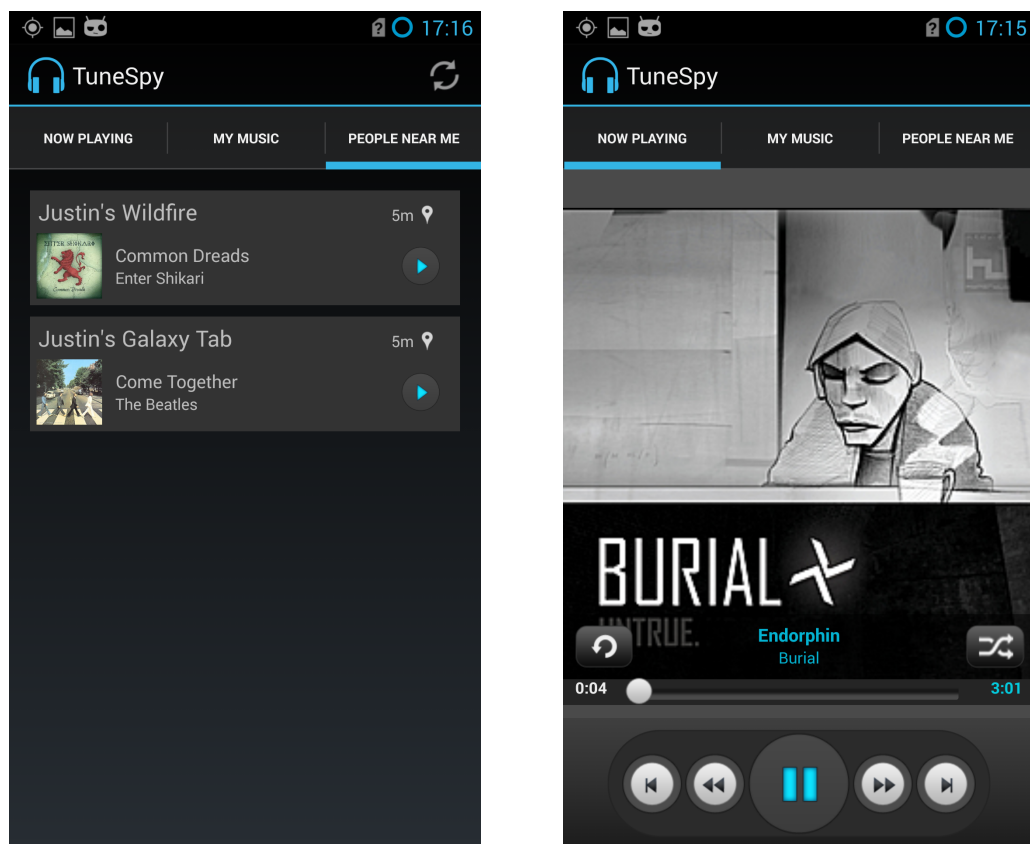 17:16
TuneSpy
NOW PLAYING
MY MUSIC
PEOPLE NEAR ME
Justin's Wildfire
5m
Common Dreads
Enter Shikari
Justin's Galaxy Tab
5m
Come Together
The Beatles
17:15
TuneSpy
NOW PLAYING
MY MUSIC
PEOPLE NEAR ME
BURIAL
UNTRUE.
Endorphin
Burial
0:04
3:01